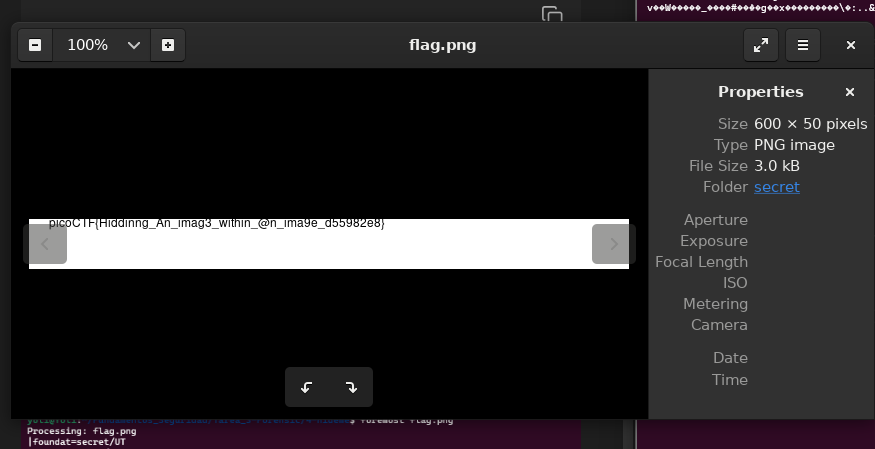 100%
flag.png
Properties
Size 600 × 50 pixels
Type PNG image
File Size 3.0 kB
Folder secret
Aperture
Exposure
Focal Length
ISO
Metering
Camera
Date
Time
picoCTF{Hiddinng_An_imag3_within_@n_ima9e_d55982e8}
foremost flag.png
Processing: flag.png
|foundat=secret/UT